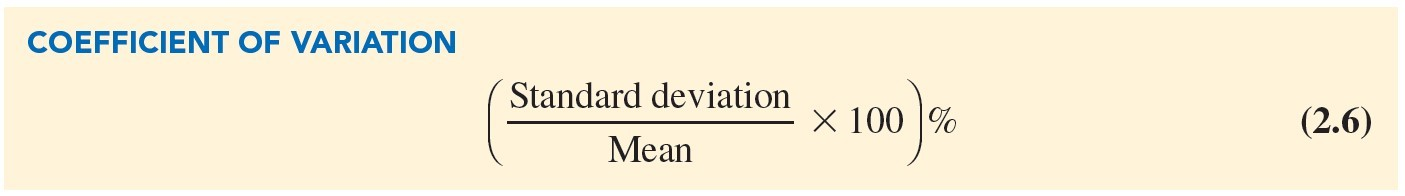 COEFFICIENT OF VARIATION
(Standard deviation / Mean × 100)% (2.6)